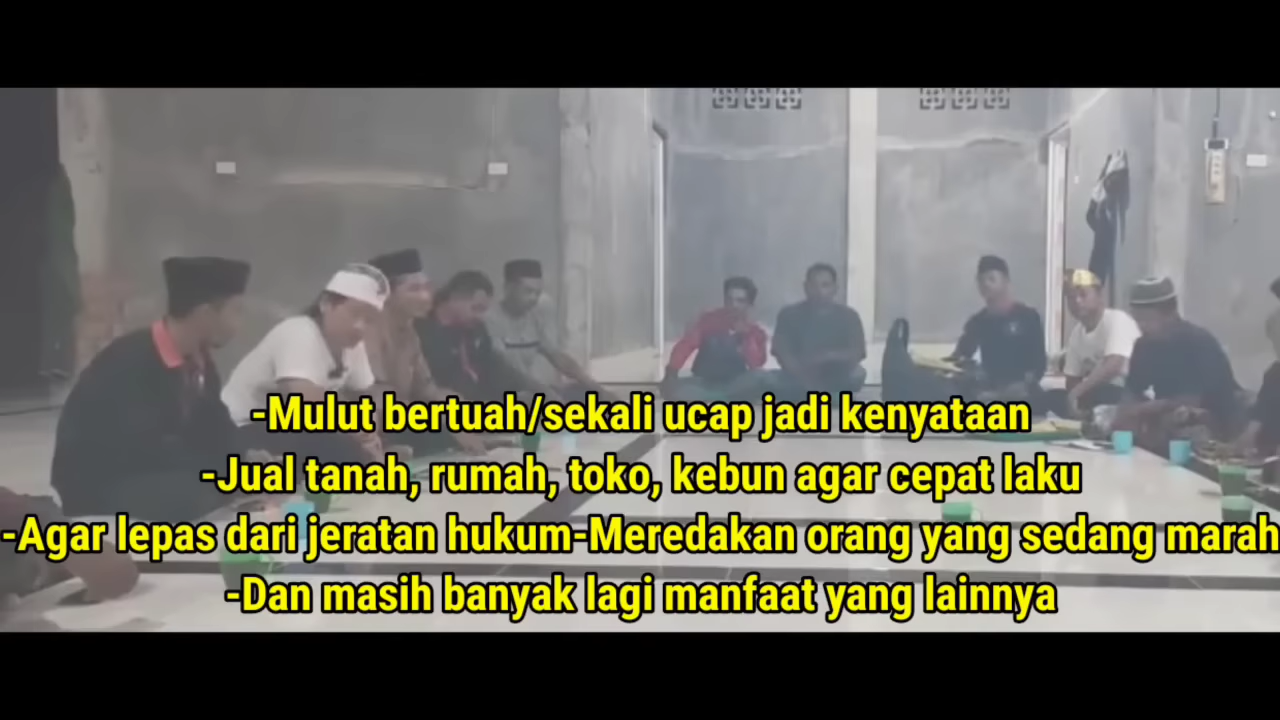 -Mulut bertuah/sekali ucap jadi kenyataan
-Jual tanah, rumah, toko, kebun agar cepat laku
-Agar lepas dari jeratan hukum-Meredakan orang yang sedang marah
-Dan masih banyak lagi manfaat yang lainnya